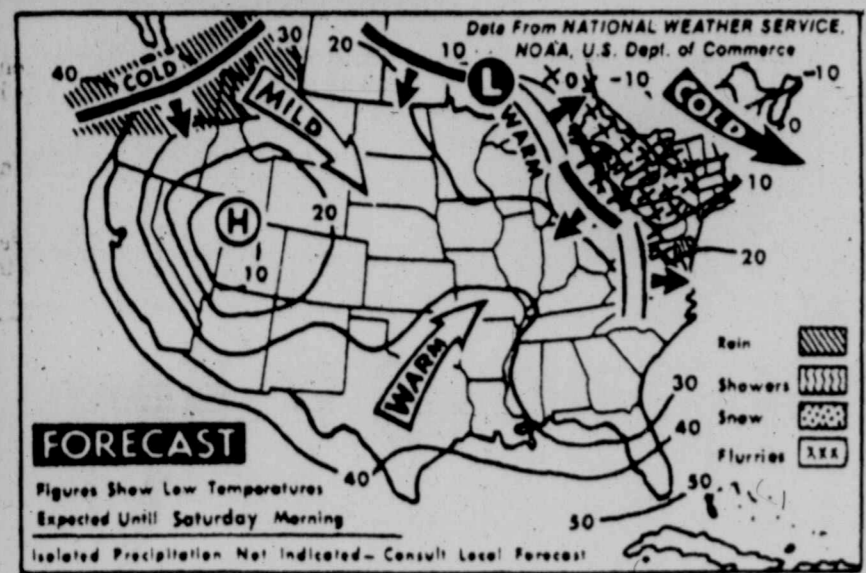 Data From NATIONAL WEATHER SERVICE,
NOAA, U.S. Dept. of Commerce
40
COLD
30
20
10
L
0
-10
-10
COLD
0
MILD
WARM
10
H
20
10
20
WARM
Rain
Showers
Snow
Flurries
30
40
50
50
40
FORECAST
Figures Show Low Temperatures
Expected Until Saturday Morning
Isolated Precipitation Not Indicated— Consult Local Forecast